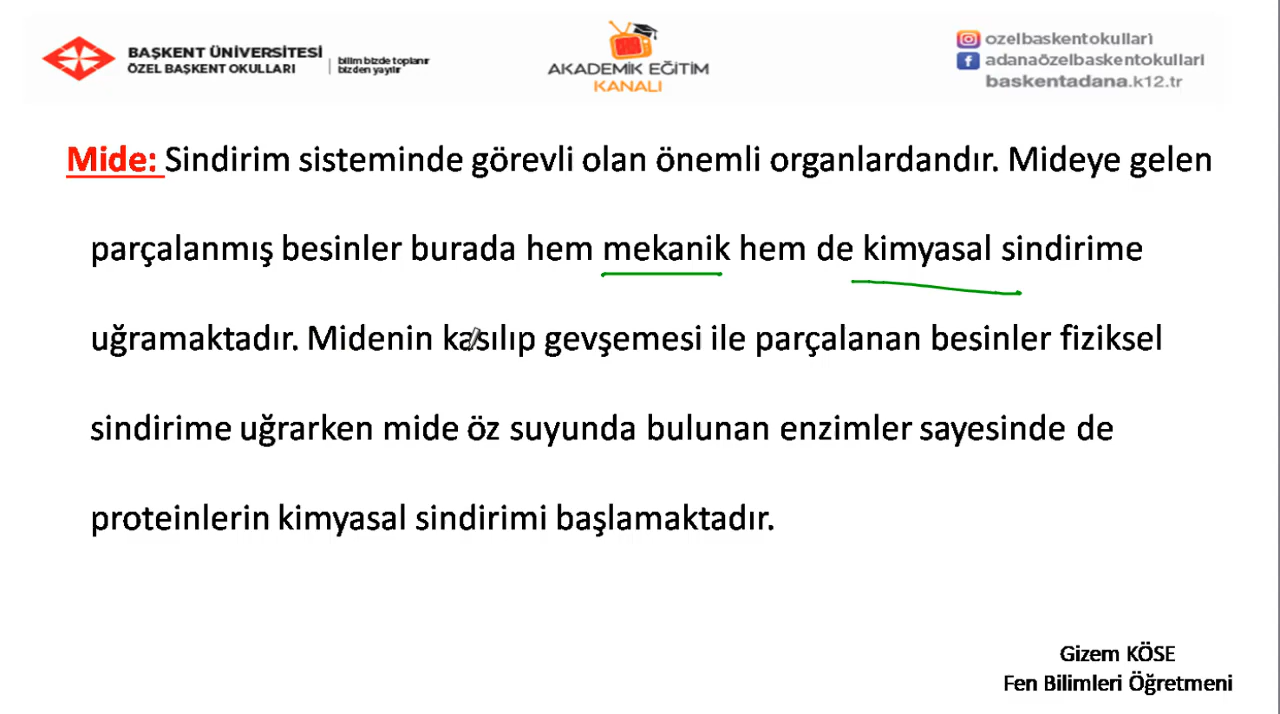 BAŞKENT ÜNİVERSİTESİ
ÖZEL BAŞKENT OKULLARI
bilim bizde toplanır
bizden yayılır
AKADEMİK EĞİTİM
KANALI
ozelbaskentokullari
adanaözelbaskentokullari
baskentadana.k12.tr
Mide: Sindirim sisteminde görevli olan önemli organlardandır. Mideye gelen
parçalanmış besinler burada hem mekanik hem de kimyasal sindirime
uğramaktadır. Midenin kasılıp gevşemesi ile parçalanan besinler fiziksel
sindirime uğrarken mide öz suyunda bulunan enzimler sayesinde de
proteinlerin kimyasal sindirimi başlamaktadır.
Gizem KÖSE
Fen Bilimleri Öğretmeni